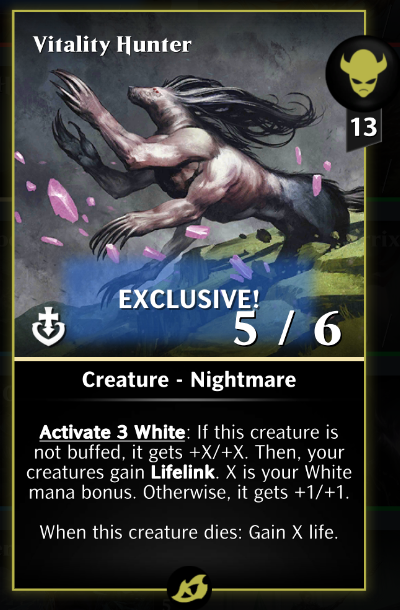 Vitality Hunter
13
EXCLUSIVE!
5 / 6
Creature - Nightmare
Activate 3 White: If this creature is
not buffed, it gets +X/+X. Then, your
creatures gain Lifelink. X is your White
mana bonus. Otherwise, it gets +1/+1.
When this creature dies: Gain X life.